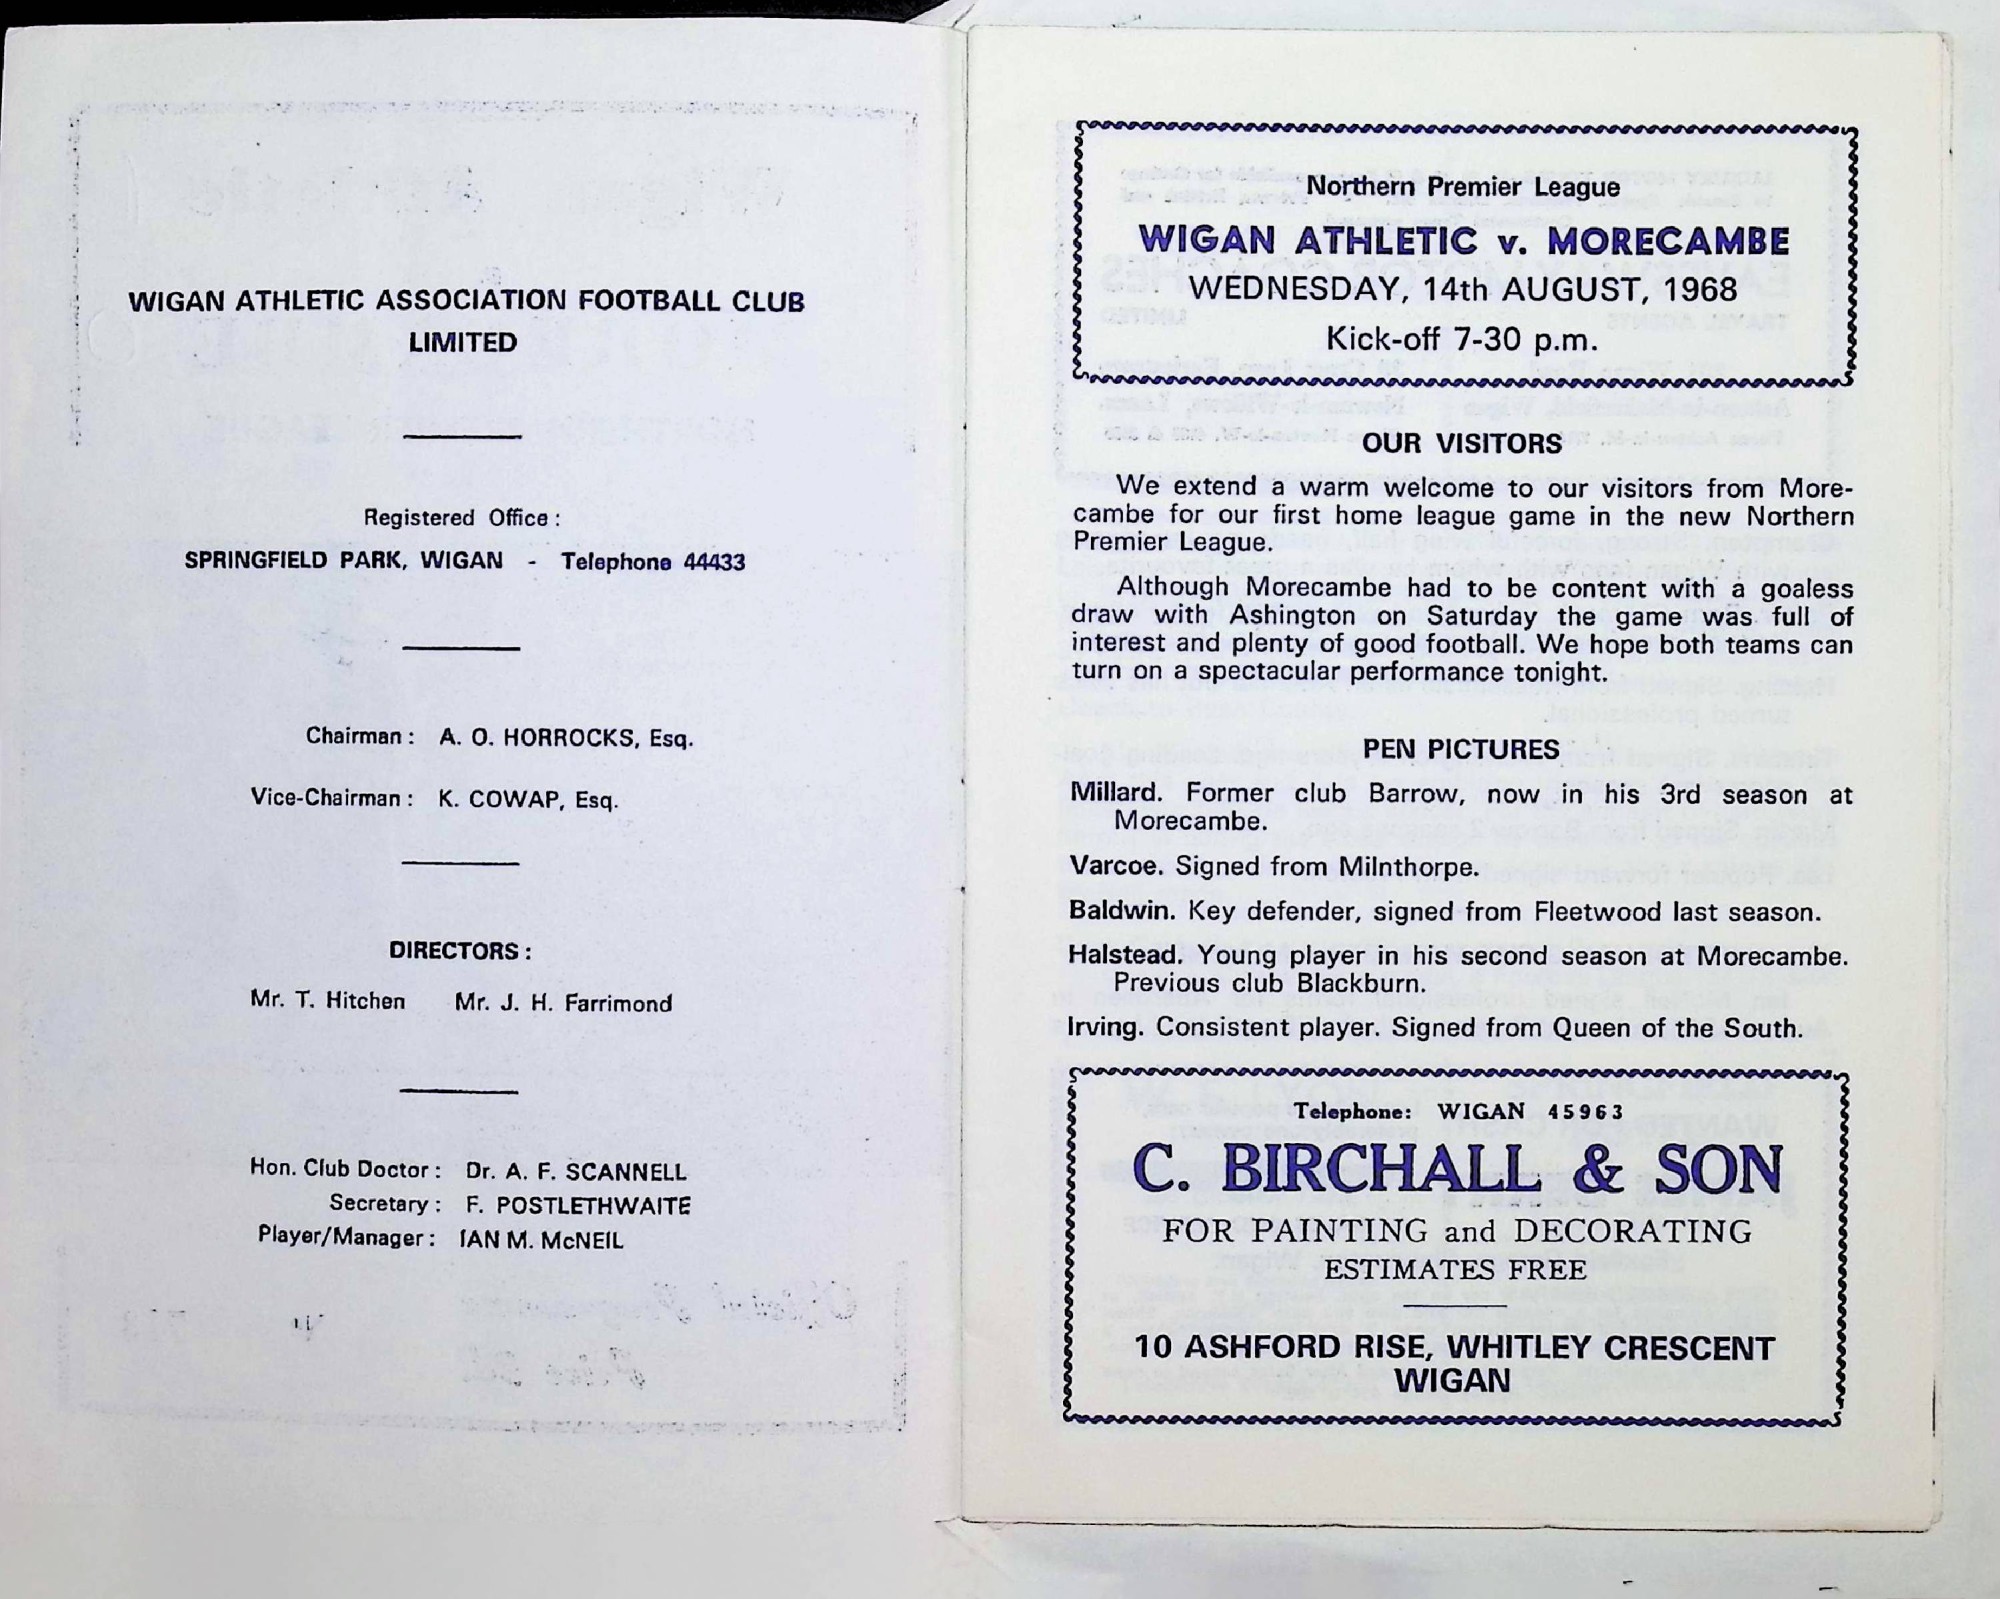 WIGAN ATHLETIC ASSOCIATION FOOTBALL CLUB
LIMITED
Registered Office :
SPRINGFIELD PARK, WIGAN - Telephone 44433
Chairman : A. O. HORROCKS, Esq.
Vice-Chairman : K. COWAP, Esq.
DIRECTORS :
Mr. T. Hitchen Mr. J. H. Farrimond
Hon. Club Doctor : Dr. A. F. SCANNELL
Secretary : F. POSTLETHWAITE
Player/Manager : IAN M. McNEIL
Northern Premier League
WIGAN ATHLETIC v. MORECAMBE
WEDNESDAY, 14th AUGUST, 1968
Kick-off 7-30 p.m.
OUR VISITORS
We extend a warm welcome to our visitors from More-
cambe for our first home league game in the new Northern
Premier League.
Although Morecambe had to be content with a goaless
draw with Ashington on Saturday the game was full of
interest and plenty of good football. We hope both teams can
turn on a spectacular performance tonight.
PEN PICTURES
Millard. Former club Barrow, now in his 3rd season at
Morecambe.
Varcoe. Signed from Milnthorpe.
Baldwin. Key defender, signed from Fleetwood last season.
Halstead. Young player in his second season at Morecambe.
Previous club Blackburn.
Irving. Consistent player. Signed from Queen of the South.
Telephone: WIGAN 45963
C. BIRCHALL & SON
FOR PAINTING and DECORATING
ESTIMATES FREE
10 ASHFORD RISE, WHITLEY CRESCENT
WIGAN